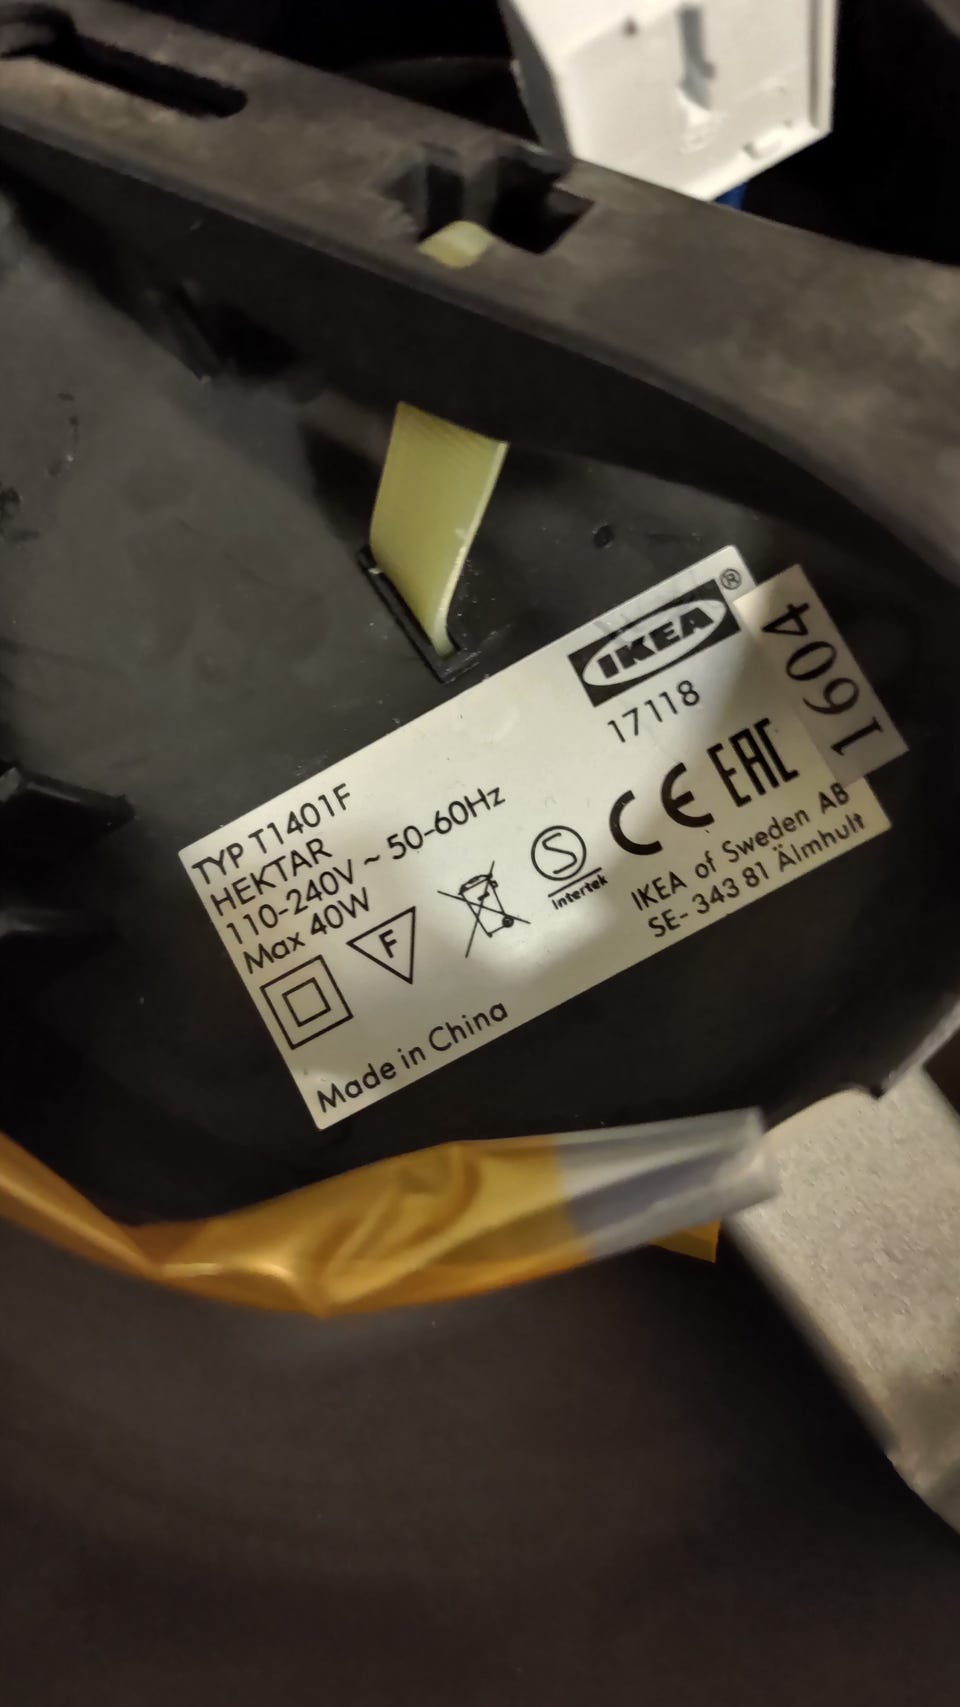 TYP T1401F
HEKTAR
110-240V ~ 50-60Hz
Max 40W
F
Made in China
IKEA®
17118
S
Intertek
CE EAC
IKEA of Sweden AB
SE- 343 81 Älmhult
1604